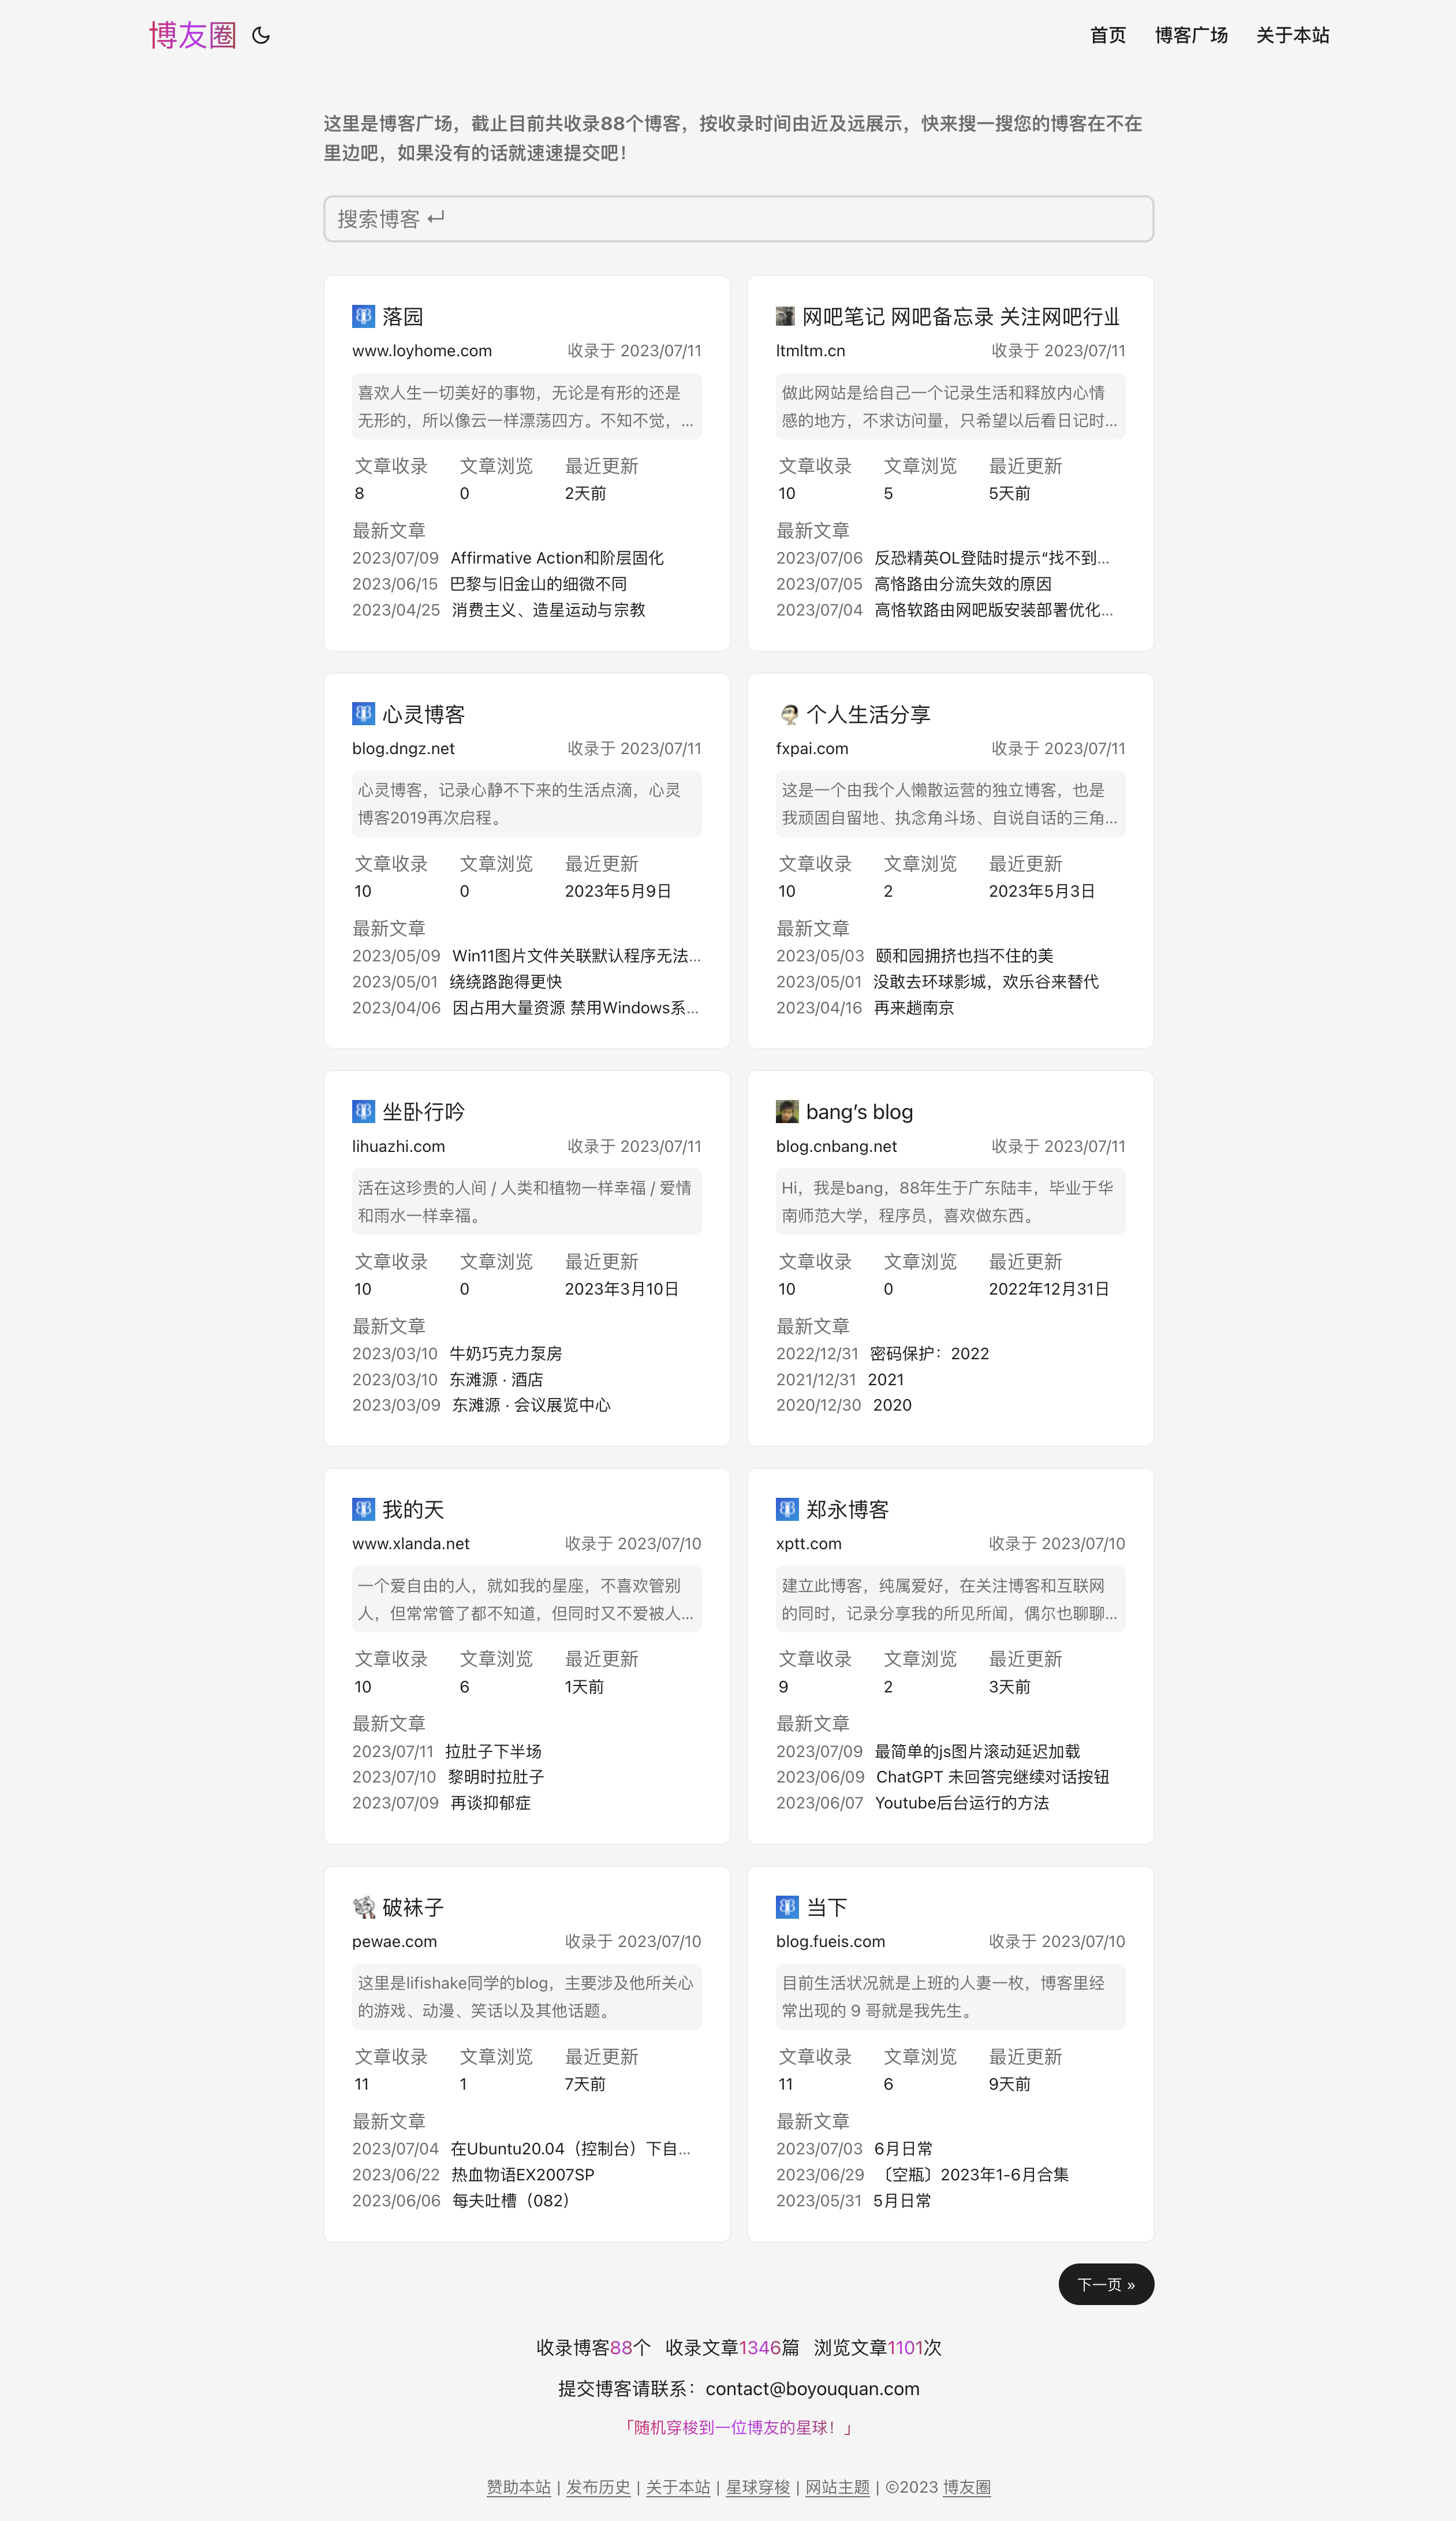 博友圈
首页 博客广场 关于本站
这里是博客广场，截止目前共收录88个博客，按收录时间由近及远展示，快来搜一搜您的博客在不在
里边吧，如果没有的话就速速提交吧！
搜索博客 ↵
落园
www.loyhome.com 收录于 2023/07/11
喜欢人生一切美好的事物，无论是有形的还是
无形的，所以像云一样漂荡四方。不知不觉，...
文章收录 文章浏览 最近更新
8 0 2天前
最新文章
2023/07/09 Affirmative Action和阶层固化
2023/06/15 巴黎与旧金山的细微不同
2023/04/25 消费主义、造星运动与宗教
网吧笔记 网吧备忘录 关注网吧行业
ltmltm.cn 收录于 2023/07/11
做此网站是给自己一个记录生活和释放内心情
感的地方，不求访问量，只希望以后看日记时...
文章收录 文章浏览 最近更新
10 5 5天前
最新文章
2023/07/06 反恐精英OL登陆时提示“找不到...
2023/07/05 高恪路由分流失效的原因
2023/07/04 高恪软路由网吧版安装部署优化...
心灵博客
blog.dngz.net 收录于 2023/07/11
心灵博客，记录心静不下来的生活点滴，心灵
博客2019再次启程。
文章收录 文章浏览 最近更新
10 0 2023年5月9日
最新文章
2023/05/09 Win11图片文件关联默认程序无法...
2023/05/01 绕绕路跑得更快
2023/04/06 因占用大量资源 禁用Windows系...
个人生活分享
fxpai.com 收录于 2023/07/11
这是一个由我个人懒散运营的独立博客，也是
我顽固自留地、执念角斗场、自说自话的三角...
文章收录 文章浏览 最近更新
10 2 2023年5月3日
最新文章
2023/05/03 颐和园拥挤也挡不住的美
2023/05/01 没敢去环球影城，欢乐谷来替代
2023/04/16 再来趟南京
坐卧行吟
lihuazhi.com 收录于 2023/07/11
活在这珍贵的人间 / 人类和植物一样幸福 / 爱情
和雨水一样幸福。
文章收录 文章浏览 最近更新
10 0 2023年3月10日
最新文章
2023/03/10 牛奶巧克力泵房
2023/03/10 东滩源 · 酒店
2023/03/09 东滩源 · 会议展览中心
bang’s blog
blog.cnbang.net 收录于 2023/07/11
Hi，我是bang，88年生于广东陆丰，毕业于华
南师范大学，程序员，喜欢做东西。
文章收录 文章浏览 最近更新
10 0 2022年12月31日
最新文章
2022/12/31 密码保护：2022
2021/12/31 2021
2020/12/30 2020
我的天
www.xlanda.net 收录于 2023/07/10
一个爱自由的人，就如我的星座，不喜欢管别
人，但常常管了都不知道，但同时又不爱被人...
文章收录 文章浏览 最近更新
10 6 1天前
最新文章
2023/07/11 拉肚子下半场
2023/07/10 黎明时拉肚子
2023/07/09 再谈抑郁症
郑永博客
xptt.com 收录于 2023/07/10
建立此博客，纯属爱好，在关注博客和互联网
的同时，记录分享我的所见所闻，偶尔也聊聊...
文章收录 文章浏览 最近更新
9 2 3天前
最新文章
2023/07/09 最简单的js图片滚动延迟加载
2023/06/09 ChatGPT 未回答完继续对话按钮
2023/06/07 Youtube后台运行的方法
破袜子
pewae.com 收录于 2023/07/10
这里是lifishake同学的blog，主要涉及他所关心
的游戏、动漫、笑话以及其他话题。
文章收录 文章浏览 最近更新
11 1 7天前
最新文章
2023/07/04 在Ubuntu20.04（控制台）下自...
2023/06/22 热血物语EX2007SP
2023/06/06 每夫吐槽（082）
当下
blog.fueis.com 收录于 2023/07/10
目前生活状况就是上班的人妻一枚，博客里经
常出现的 9 哥就是我先生。
文章收录 文章浏览 最近更新
11 6 9天前
最新文章
2023/07/03 6月日常
2023/06/29 〔空瓶〕2023年1-6月合集
2023/05/31 5月日常
下一页 »
收录博客88个 收录文章1346篇 浏览文章1101次
提交博客请联系：contact@boyouquan.com
「随机穿梭到一位博友的星球！」
赞助本站 | 发布历史 | 关于本站 | 星球穿梭 | 网站主题 | ©2023 博友圈